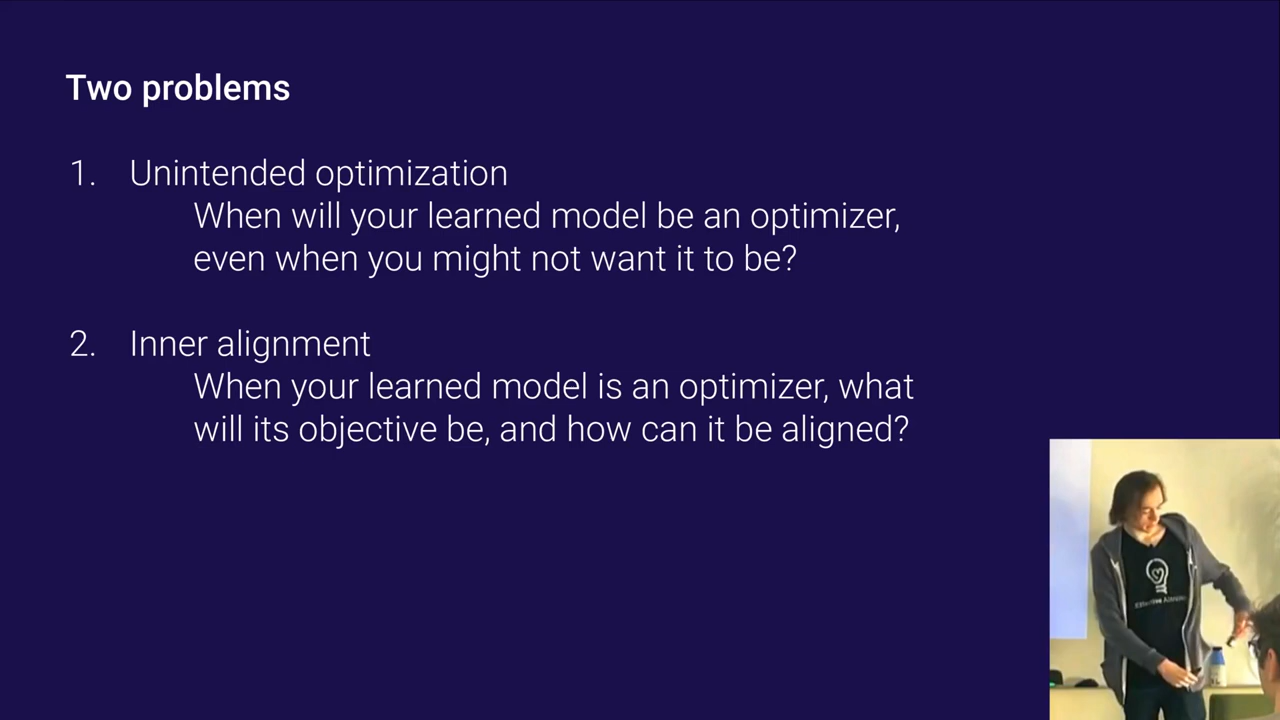 Two problems
1. Unintended optimization
When will your learned model be an optimizer,
even when you might not want it to be?
2. Inner alignment
When your learned model is an optimizer, what
will its objective be, and how can it be aligned?